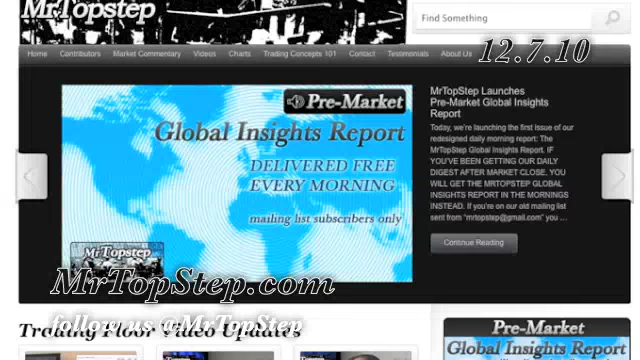 MrTopstep
Find Something
Home Contributors Market Commentary Videos Charts Trading Concepts 101 Contact Testimonials About Us
12.7.10
Pre-Market
Global Insights Report
DELIVERED FREE
EVERY MORNING
mailing list subscribers only
MrTopstep
MrTopStep Launches
Pre-Market Global Insights
Report
Today, we're launching the first issue of our
redesigned daily morning report: The
MrTopStep Global Insights Report. IF
YOU'VE BEEN GETTING OUR DAILY
DIGEST AFTER MARKET CLOSE, YOU
WILL GET THE MRTOPSTEP GLOBAL
INSIGHTS REPORT IN THE MORNINGS
INSTEAD. If you're on our old mailing list
sent from "mrtopstep@gmail.com" you ...
Continue Reading
MrTopStep.com
Trading Floor Video Updates
follow us @MrTopStep
Pre-Market
Global Insights Report